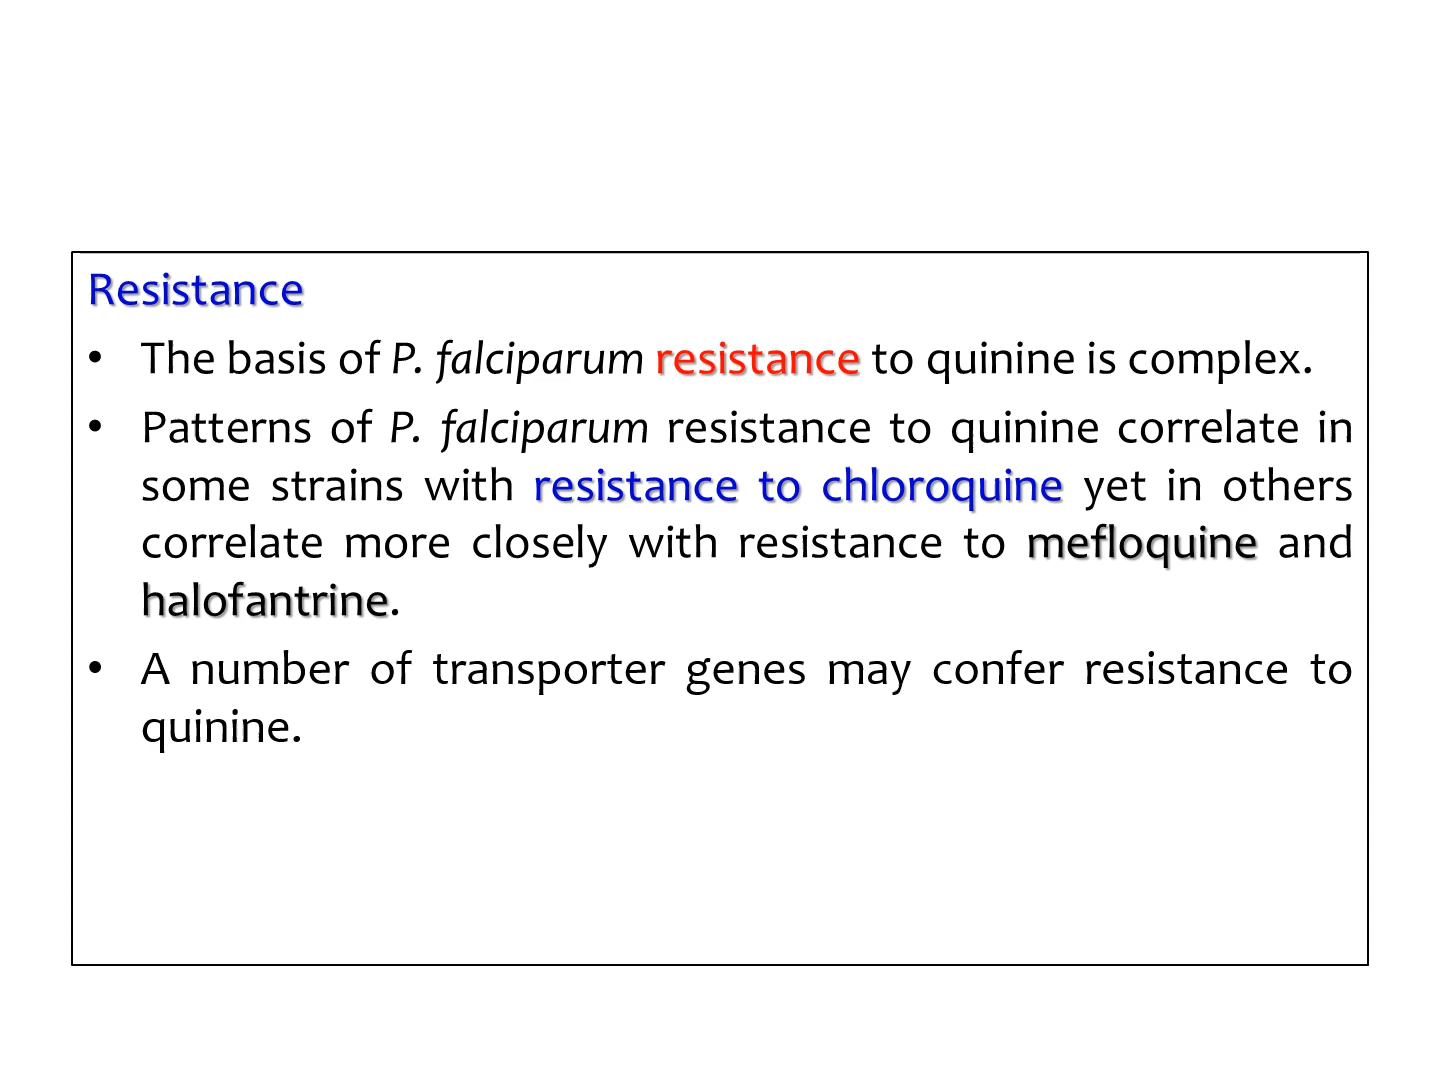 Resistance
• The basis of P. falciparum resistance to quinine is complex.
• Patterns of P. falciparum resistance to quinine correlate in
some strains with resistance to chloroquine yet in others
correlate more closely with resistance to mefloquine and
halofantrine.
• A number of transporter genes may confer resistance to
quinine.